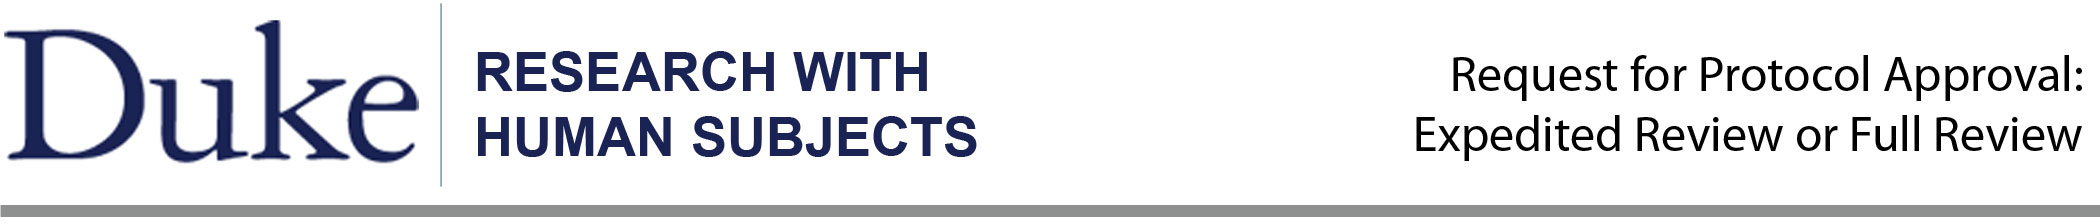 Duke
RESEARCH WITH
HUMAN SUBJECTS
Request for Protocol Approval:
Expedited Review or Full Review